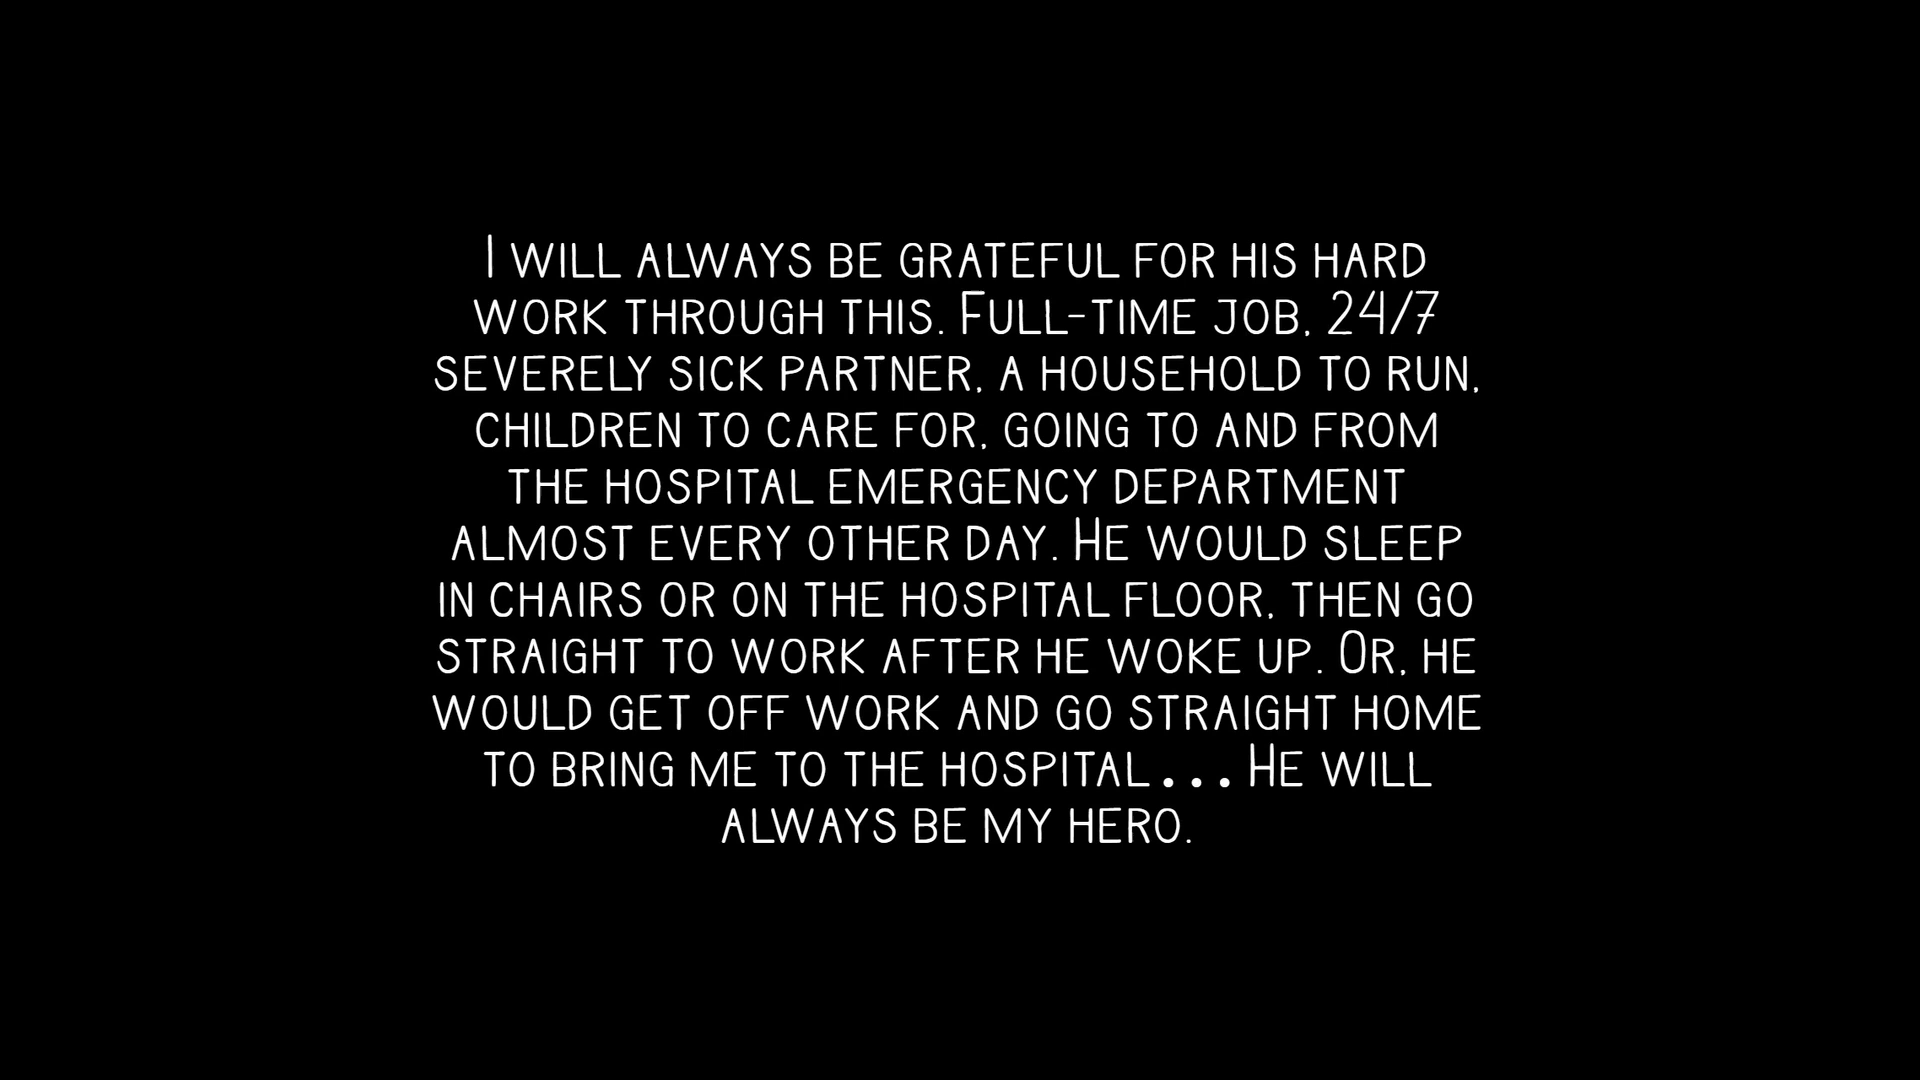 I will always be grateful for his hard
work through this. Full-time job, 24/7
severely sick partner, a household to run,
children to care for, going to and from
the hospital emergency department
almost every other day. He would sleep
in chairs or on the hospital floor, then go
straight to work after he woke up. Or, he
would get off work and go straight home
to bring me to the hospital... He will
always be my hero.